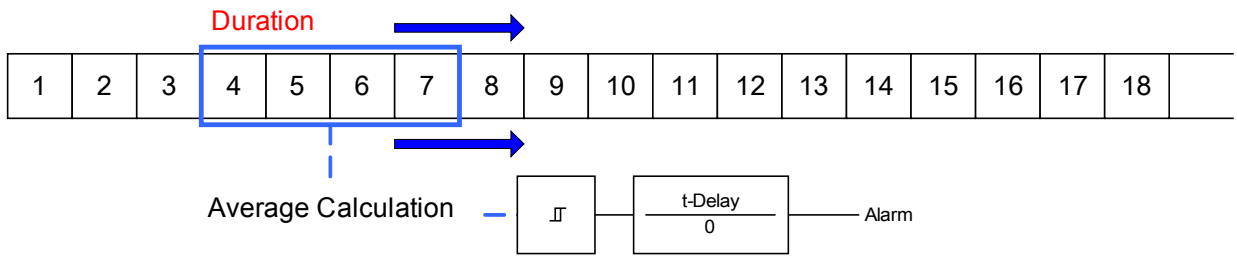 Duration
1 2 3 4 5 6 7 8 9 10 11 12 13 14 15 16 17 18
Average Calculation
t-Delay
0
Alarm